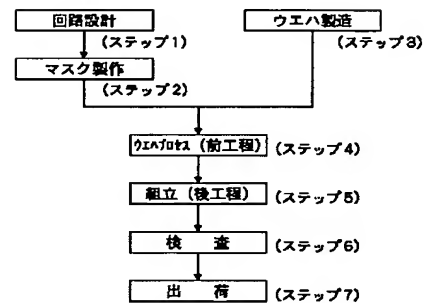 回路設計
ウエハ製造
(ステップ1)
(ステップ3)
マスク製作
(ステップ2)
ウエハプロセス (前工程)
(ステップ4)
組立 (後工程)
(ステップ5)
検 査
(ステップ6)
出 荷
(ステップ7)